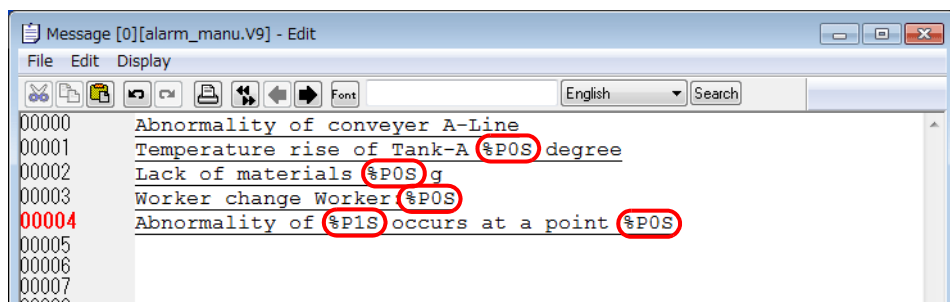 Message [0][alarm_manu.V9] - Edit
File Edit Display
Font English Search
00000 Abnormality of conveyer A-Line
00001 Temperature rise of Tank-A %P0S degree
00002 Lack of materials %P0S g
00003 Worker change Worker:%P0S
00004 Abnormality of %P1S occurs at a point %P0S
00005
00006
00007